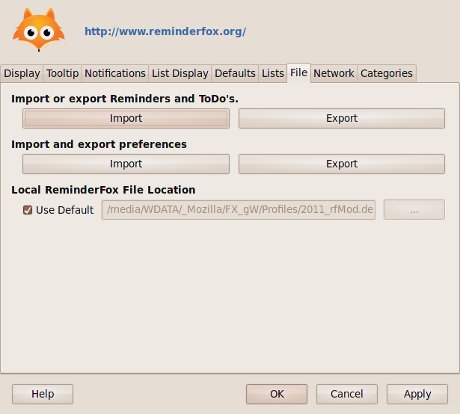 http://www.reminderfox.org/
Display Tooltip Notifications List Display Defaults Lists File Network Categories
Import or export Reminders and ToDo's.
Import Export
Import and export preferences
Import Export
Local ReminderFox File Location
Use Default /media/WDATA/_Mozilla/FX_gW/Profiles/2011_rfMod.de ...
Help OK Cancel Apply